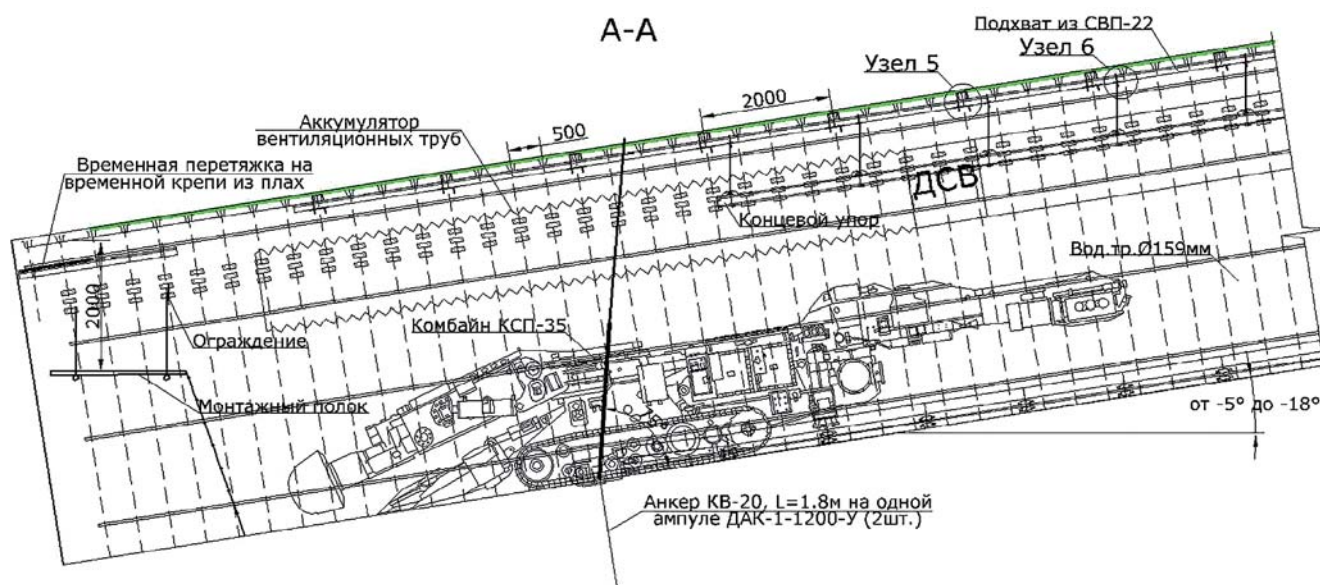 А-А
Подхват из СВП-22
Узел 5
Узел 6
2000
500
Аккумулятор
вентиляционных труб
Временная перетяжка на
временной крепи из плах
ДСВ
Концевой упор
Вод.тр.Ø159мм
2000
Комбайн КСП-35
Ограждение
Монтажный полок
от -5° до -18°
Анкер КВ-20, L=1.8м на одной
ампуле ДАК-1-1200-У (2шт.)